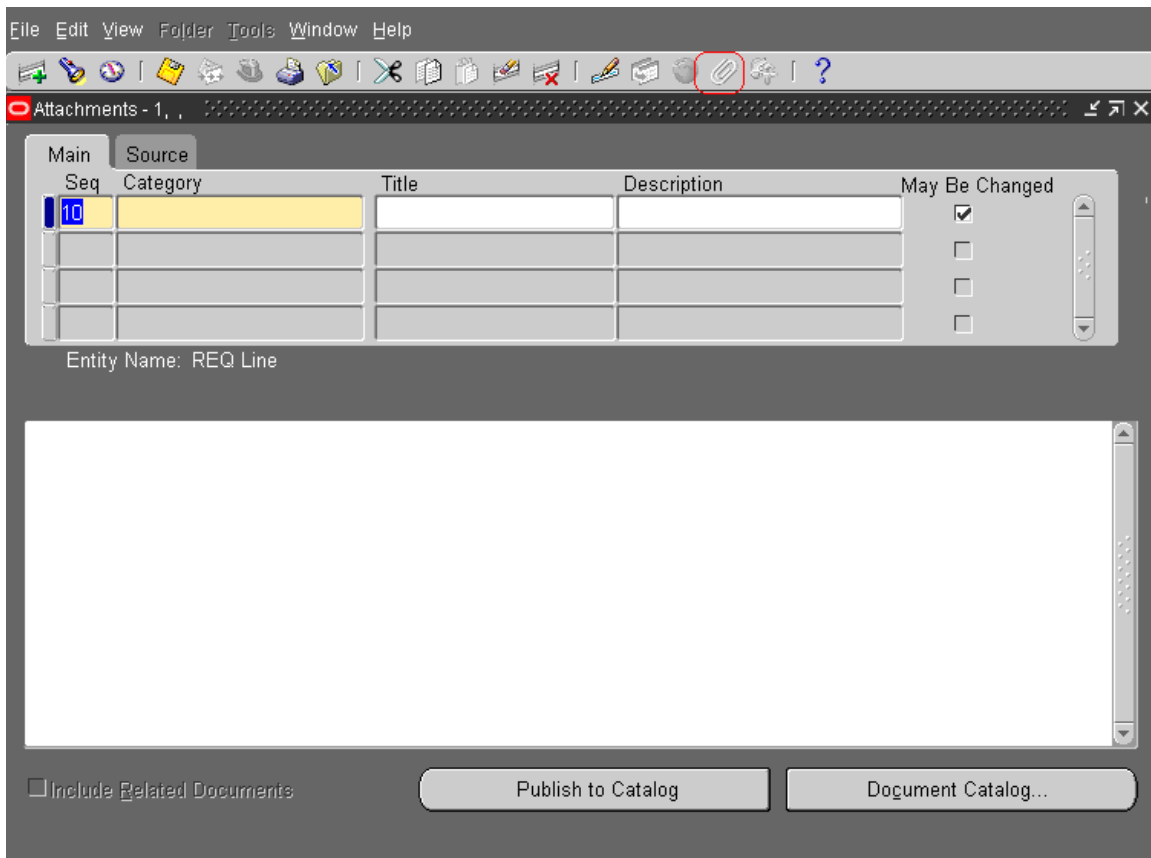 File Edit View Folder Tools Window Help
Attachments - 1, ,
Main Source
Seq Category Title Description May Be Changed
10
Entity Name: REQ Line
Include Related Documents Publish to Catalog Document Catalog...